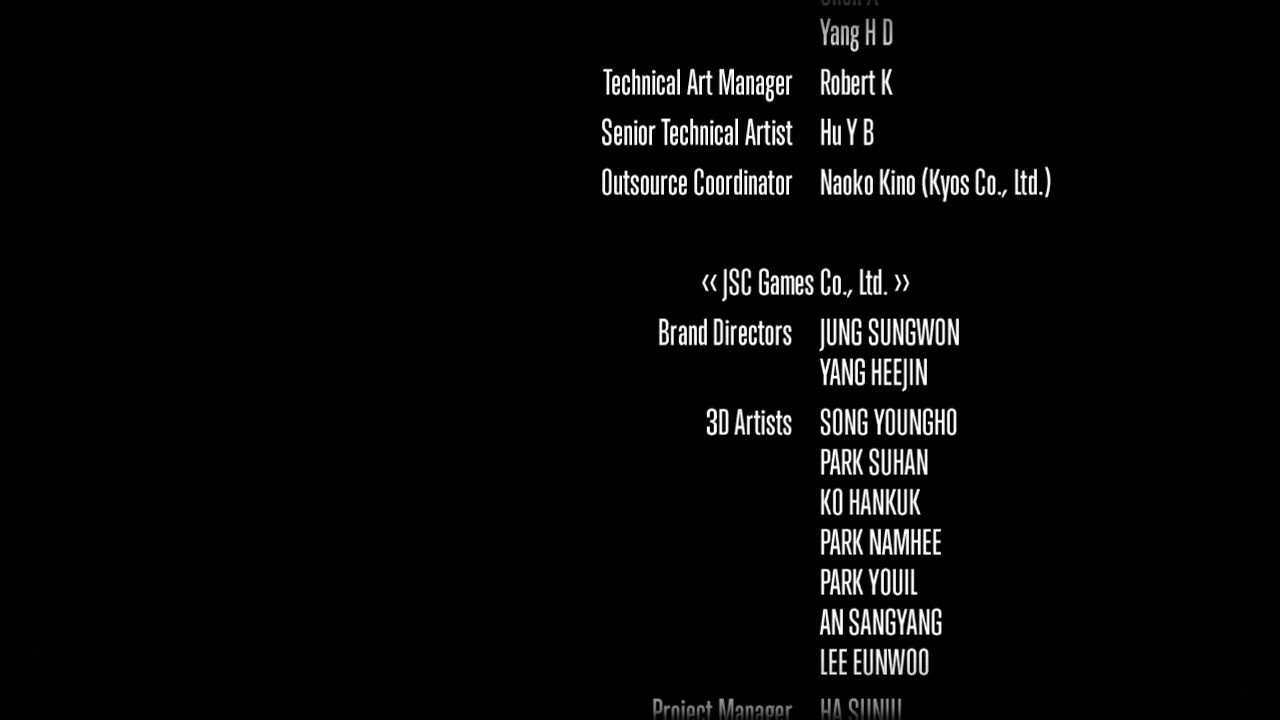 Yang H D
Technical Art Manager Robert K
Senior Technical Artist Hu Y B
Outsource Coordinator Naoko Kino (Kyos Co., Ltd.)
‹‹ JSC Games Co., Ltd. ››
Brand Directors JUNG SUNGWON
YANG HEEJIN
3D Artists SONG YOUNGHO
PARK SUHAN
KO HANKUK
PARK NAMHEE
PARK YOUIL
AN SANGYANG
LEE EUNWOO
Project Manager HA